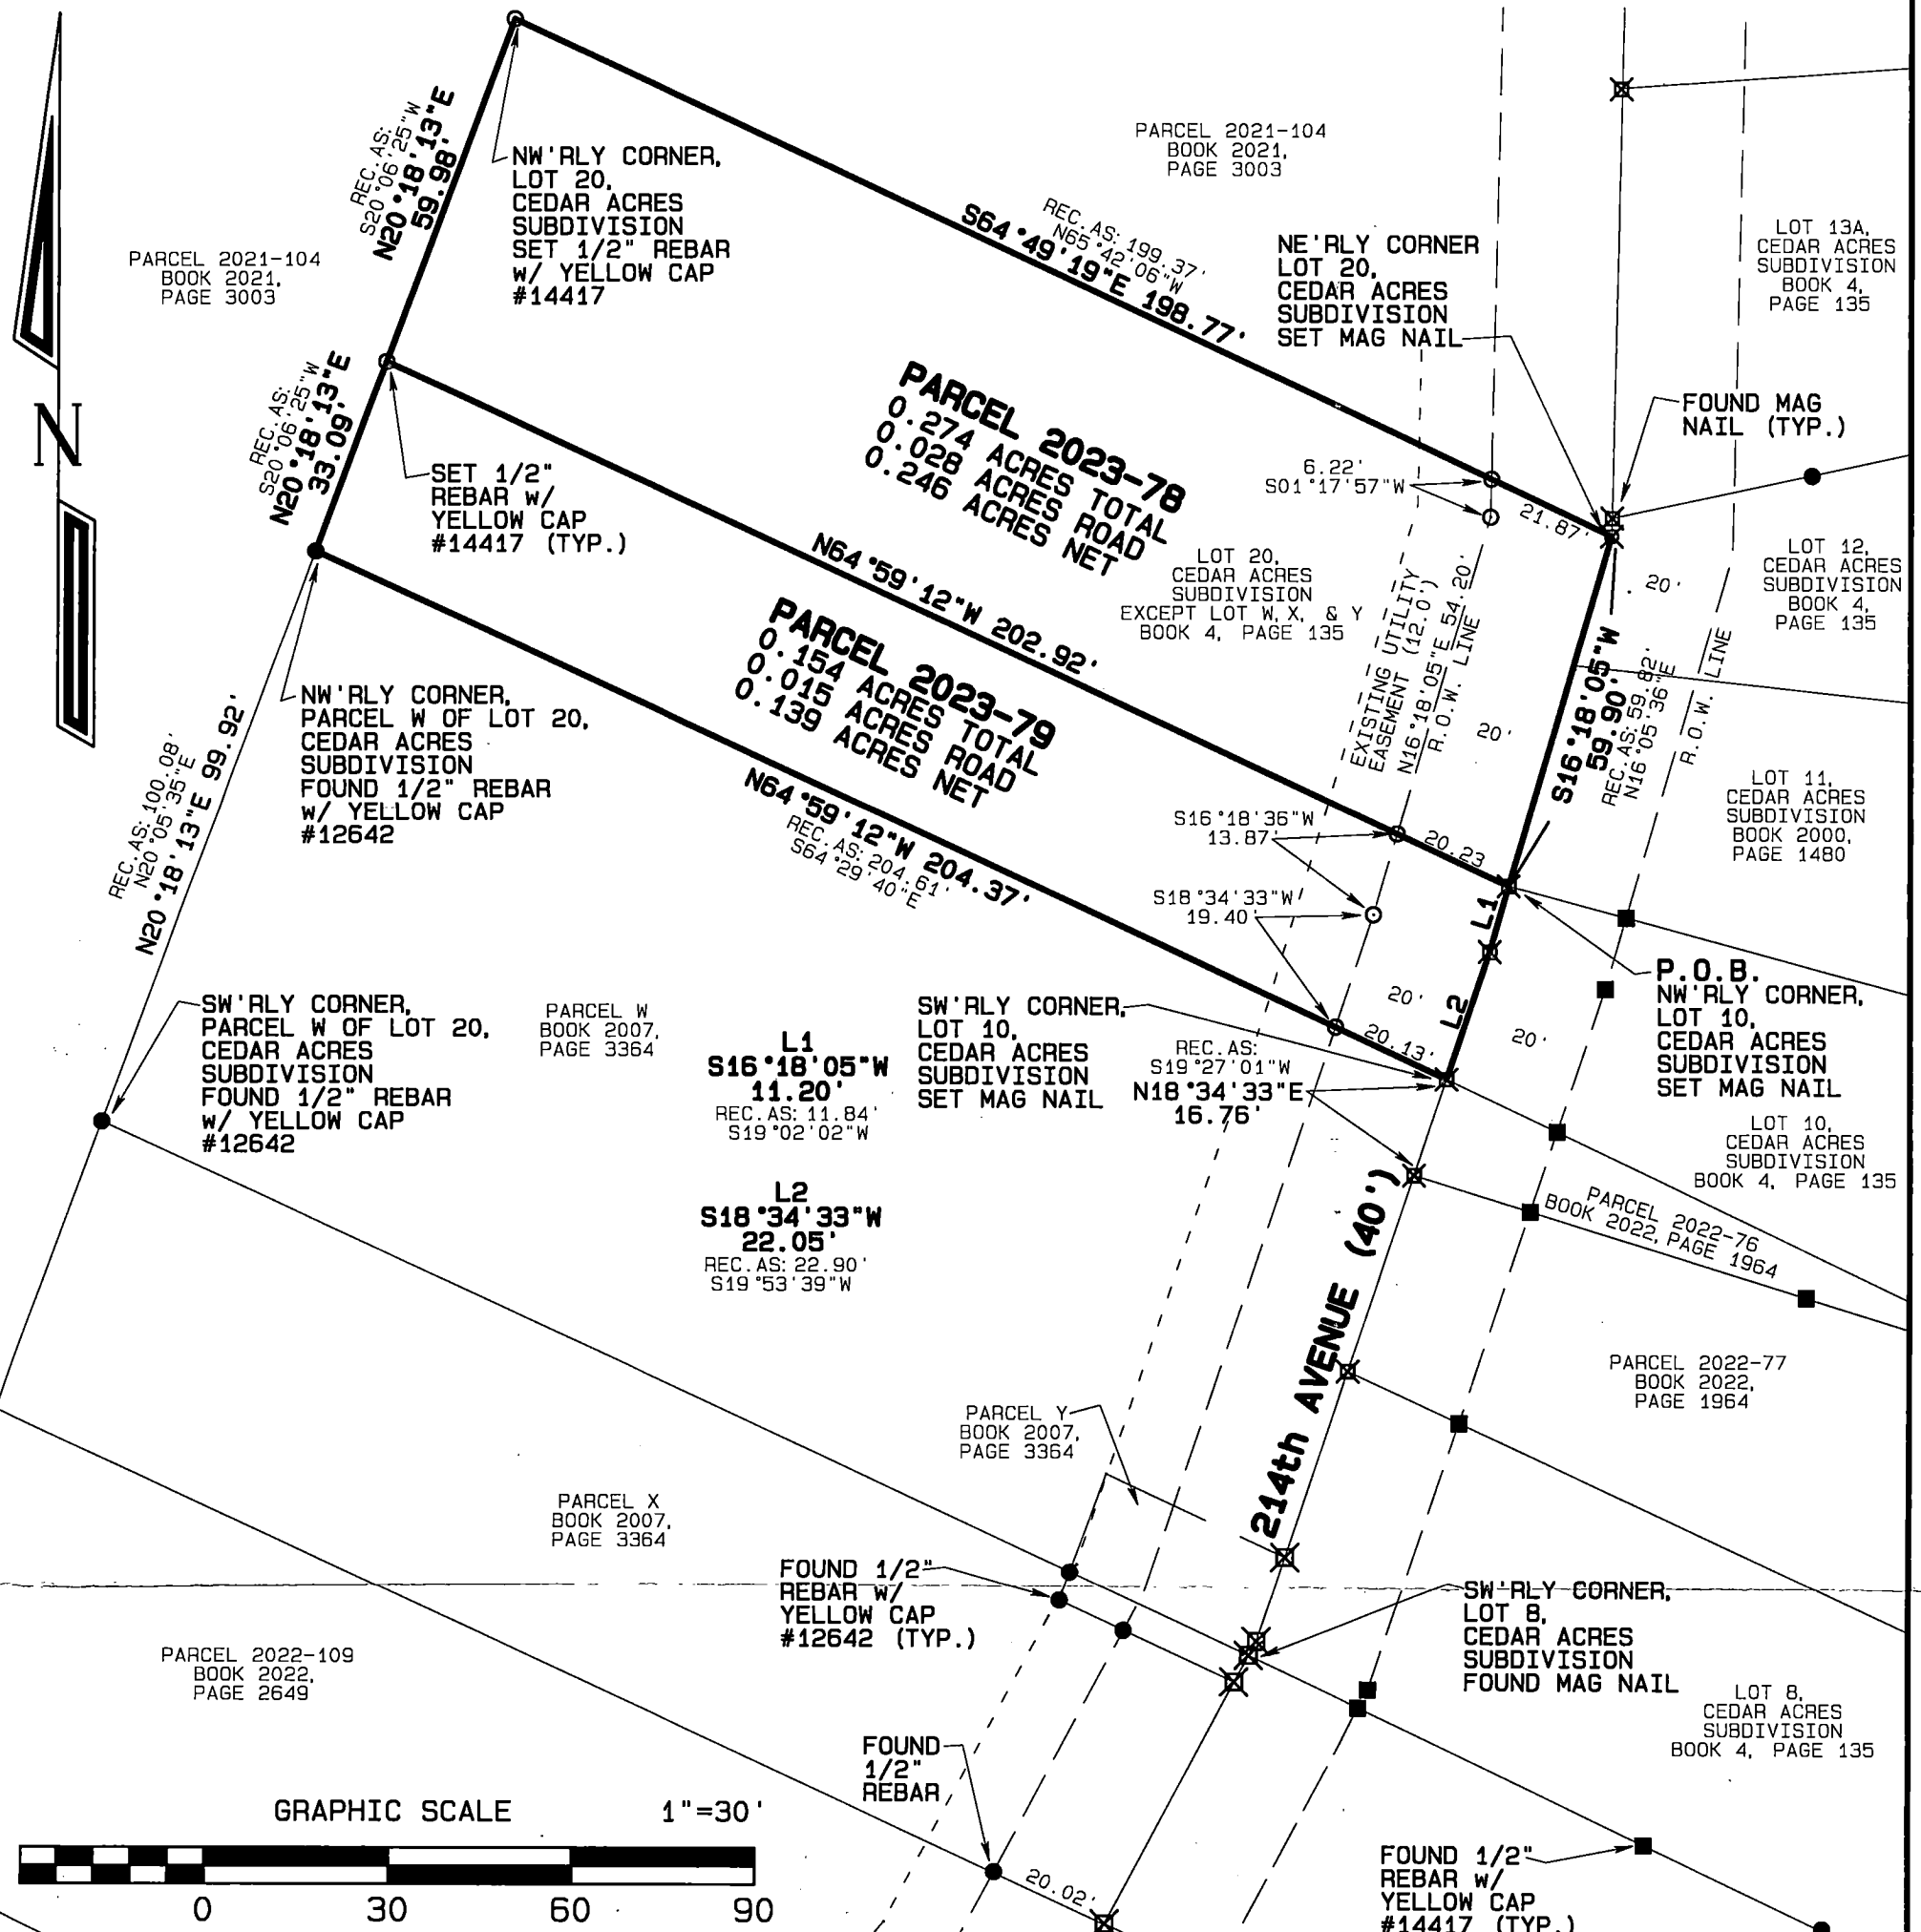 PARCEL 2021-104
BOOK 2021,
PAGE 3003
REC. AS:
S20°06'25"W
N20°18'13"E
59.98'
NW'RLY CORNER,
LOT 20,
CEDAR ACRES
SUBDIVISION
SET 1/2" REBAR
w/ YELLOW CAP
#14417
REC. AS: 199.37'
N65°42'06"W
S64°49'19"E 198.77'
NE'RLY CORNER
LOT 20,
CEDAR ACRES
SUBDIVISION
SET MAG NAIL
LOT 13A,
CEDAR ACRES
SUBDIVISION
BOOK 4,
PAGE 135
PARCEL 2021-104
BOOK 2021,
PAGE 3003
N
REC. AS:
S20°06'25"W
N20°18'13"E
33.09'
SET 1/2"
REBAR w/
YELLOW CAP
#14417 (TYP.)
PARCEL 2023-78
0.274 ACRES TOTAL
0.028 ACRES ROAD
0.246 ACRES NET
FOUND MAG
NAIL (TYP.)
6.22'
S01°17'57"W
21.87'
LOT 20,
CEDAR ACRES
SUBDIVISION
EXCEPT LOT W, X, & Y
BOOK 4, PAGE 135
LOT 12,
CEDAR ACRES
SUBDIVISION
BOOK 4,
PAGE 135
20'
N64°59'12"W 202.92'
EXISTING UTILITY
EASEMENT (12.0')
N16°18'05"E 54.20'
R.O.W. LINE
20'
S16°18'05"W
59.90'
REC. AS: 59.82'
N16°05'36"E
R.O.W. LINE
PARCEL 2023-79
0.154 ACRES TOTAL
0.015 ACRES ROAD
0.139 ACRES NET
NW'RLY CORNER,
PARCEL W OF LOT 20,
CEDAR ACRES
SUBDIVISION
FOUND 1/2" REBAR
w/ YELLOW CAP
#12642
REC. AS: 100.08'
N20°05'35"E
N20°18'13"E 99.92'
N64°59'12"W 204.37'
REC. AS: 204.61'
S64°29'40"E
LOT 11,
CEDAR ACRES
SUBDIVISION
BOOK 2000,
PAGE 1480
S16°18'36"W
13.87'
20.23
S18°34'33"W
19.40'
L1
L2
P.O.B.
NW'RLY CORNER,
LOT 10,
CEDAR ACRES
SUBDIVISION
SET MAG NAIL
SW'RLY CORNER,
PARCEL W OF LOT 20,
CEDAR ACRES
SUBDIVISION
FOUND 1/2" REBAR
w/ YELLOW CAP
#12642
PARCEL W
BOOK 2007,
PAGE 3364
L1
S16°18'05"W
11.20'
REC. AS: 11.84'
S19°02'02"W
SW'RLY CORNER,
LOT 10,
CEDAR ACRES
SUBDIVISION
SET MAG NAIL
20'
20'
20.13'
REC. AS:
S19°27'01"W
N18°34'33"E
16.76'
LOT 10,
CEDAR ACRES
SUBDIVISION
BOOK 4, PAGE 135
L2
S18°34'33"W
22.05'
REC. AS: 22.90'
S19°53'39"W
PARCEL 2022-76
BOOK 2022, PAGE 1964
214th AVENUE (40')
PARCEL 2022-77
BOOK 2022,
PAGE 1964
PARCEL Y
BOOK 2007,
PAGE 3364
PARCEL X
BOOK 2007,
PAGE 3364
FOUND 1/2"
REBAR w/
YELLOW CAP
#12642 (TYP.)
SW'RLY CORNER,
LOT 8,
CEDAR ACRES
SUBDIVISION
FOUND MAG NAIL
PARCEL 2022-109
BOOK 2022,
PAGE 2649
LOT 8,
CEDAR ACRES
SUBDIVISION
BOOK 4, PAGE 135
FOUND
1/2"
REBAR
GRAPHIC SCALE 1"=30'
0 30 60 90
20.02'
FOUND 1/2"
REBAR w/
YELLOW CAP
#14417 (TYP.)